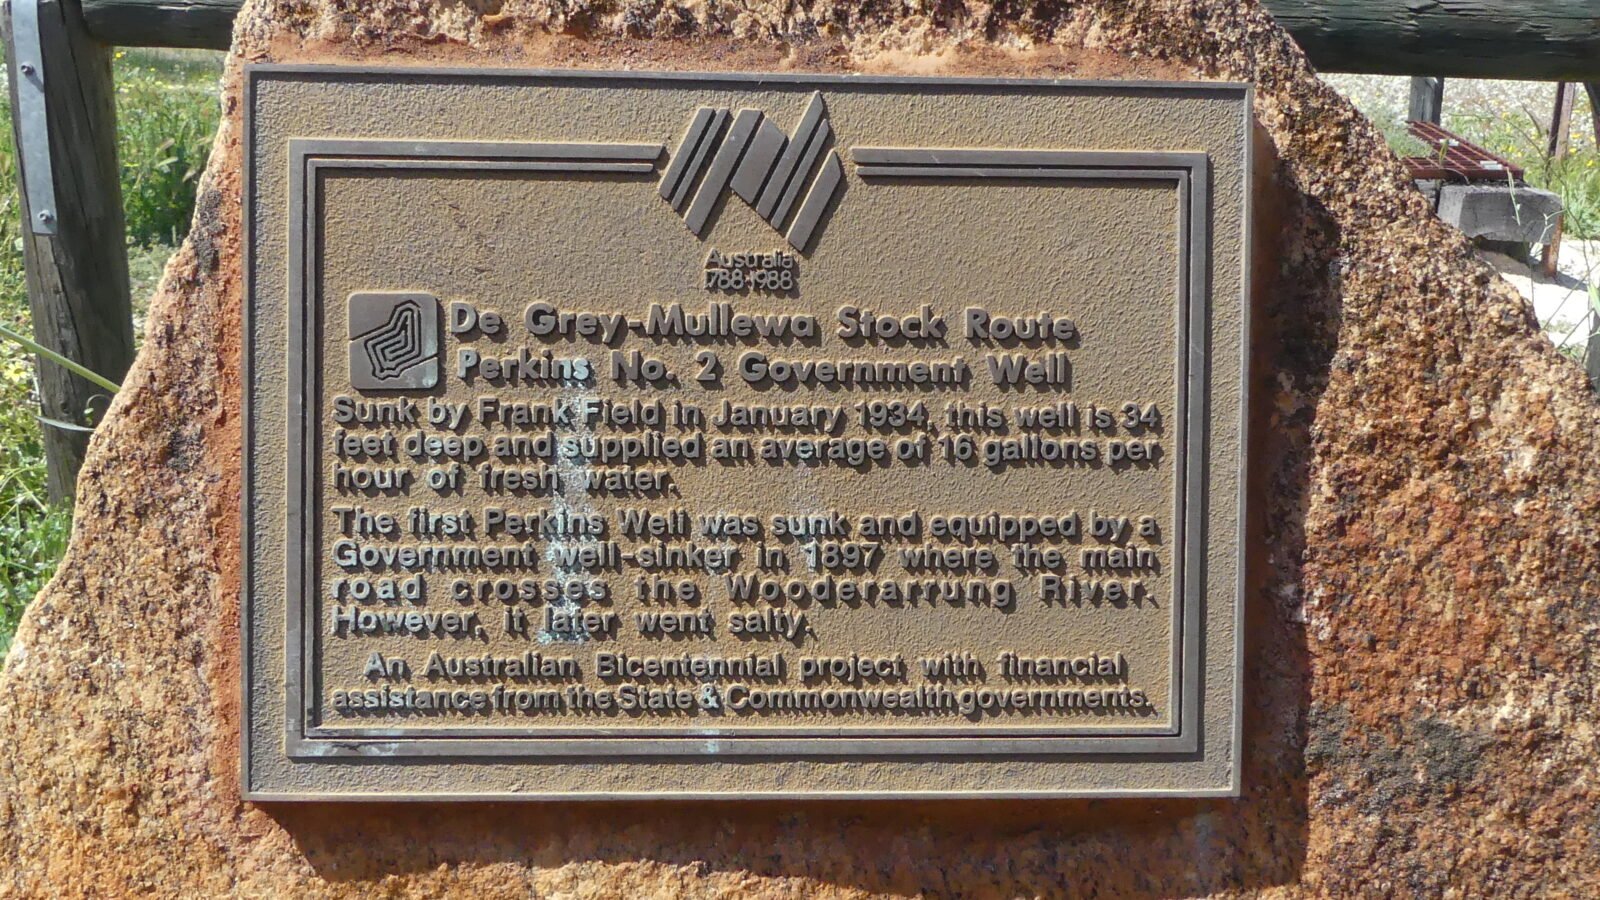 Australia
1788-1988
De Grey-Mullewa Stock Route
Perkins No. 2 Government Well
Sunk by Frank Field in January 1934, this well is 34
feet deep and supplied an average of 16 gallons per
hour of fresh water.
The first Perkins Well was sunk and equipped by a
Government well-sinker in 1897 where the main
road crosses the Wooderarrung River.
However, it later went salty.
An Australian Bicentennial project with financial
assistance from the State & Commonwealth governments.